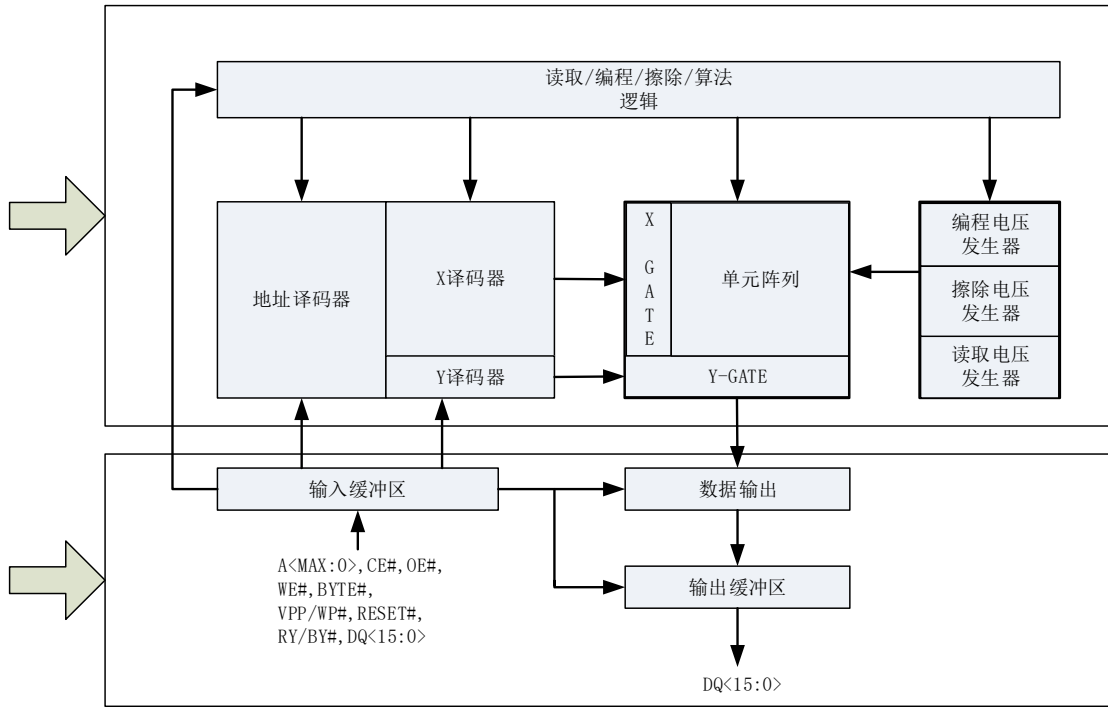 读取/编程/擦除/算法
逻辑
地址译码器
X译码器
Y译码器
X
G
A
T
E
单元阵列
Y-GATE
编程电压
发生器
擦除电压
发生器
读取电压
发生器
输入缓冲区
数据输出
A<MAX:0>,CE#,OE#,
WE#,BYTE#,
VPP/WP#,RESET#,
RY/BY#,DQ<15:0>
输出缓冲区
DQ<15:0>